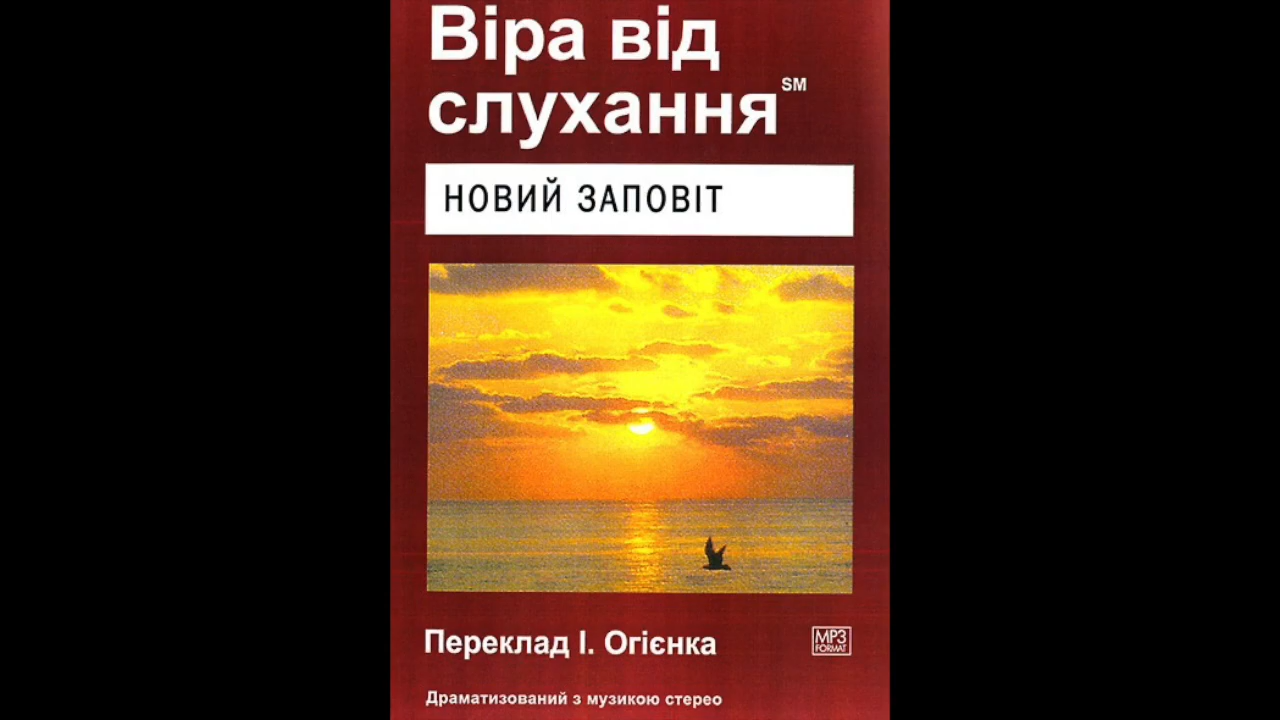 Віра від
слухання SM
НОВИЙ ЗАПОВІТ
Переклад І. Огієнка
MP3
FORMAT
Драматизований з музикою стерео